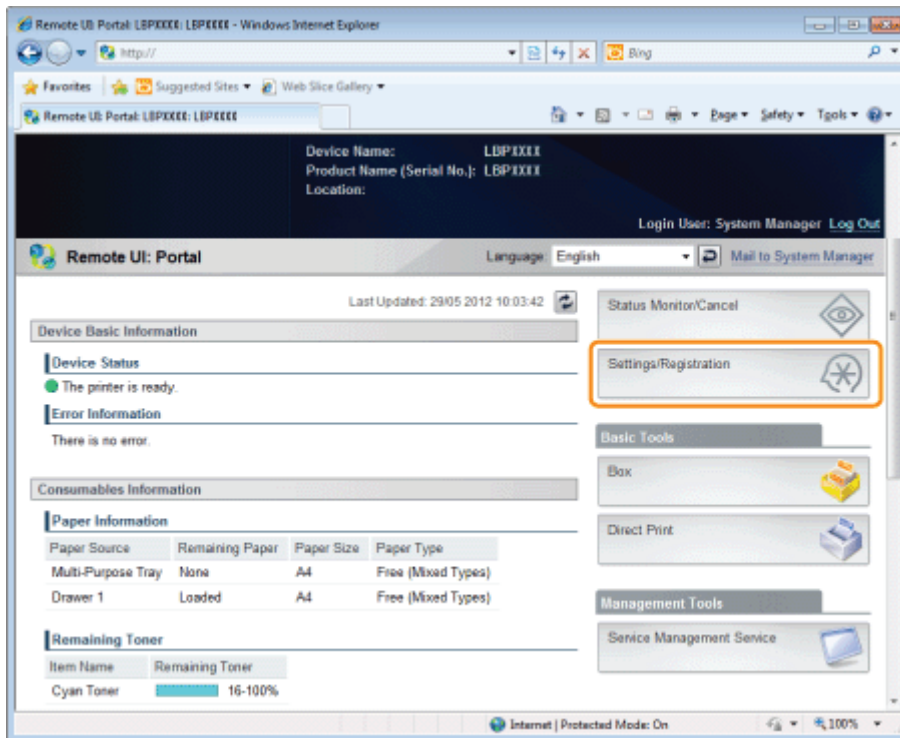 Remote UI: Portal: LBPXXXX: LBPXXXX - Windows Internet Explorer
http://
Bing
Favorites
Suggested Sites
Web Slice Gallery
Remote UI: Portal: LBPXXXX: LBPXXXX
Page
Safety
Tools
Device Name: LBPXXXX
Product Name (Serial No.): LBPXXXX
Location:
Login User: System Manager Log Out
Remote UI: Portal
Language: English
Mail to System Manager
Last Updated: 29/05 2012 10:03:42
Device Basic Information
Device Status
The printer is ready.
Error Information
There is no error.
Consumables Information
Paper Information
Paper Source Remaining Paper Paper Size Paper Type
Multi-Purpose Tray None A4 Free (Mixed Types)
Drawer 1 Loaded A4 Free (Mixed Types)
Remaining Toner
Item Name Remaining Toner
Cyan Toner 16-100%
Status Monitor/Cancel
Settings/Registration
Basic Tools
Box
Direct Print
Management Tools
Service Management Service
Internet | Protected Mode: On
100%